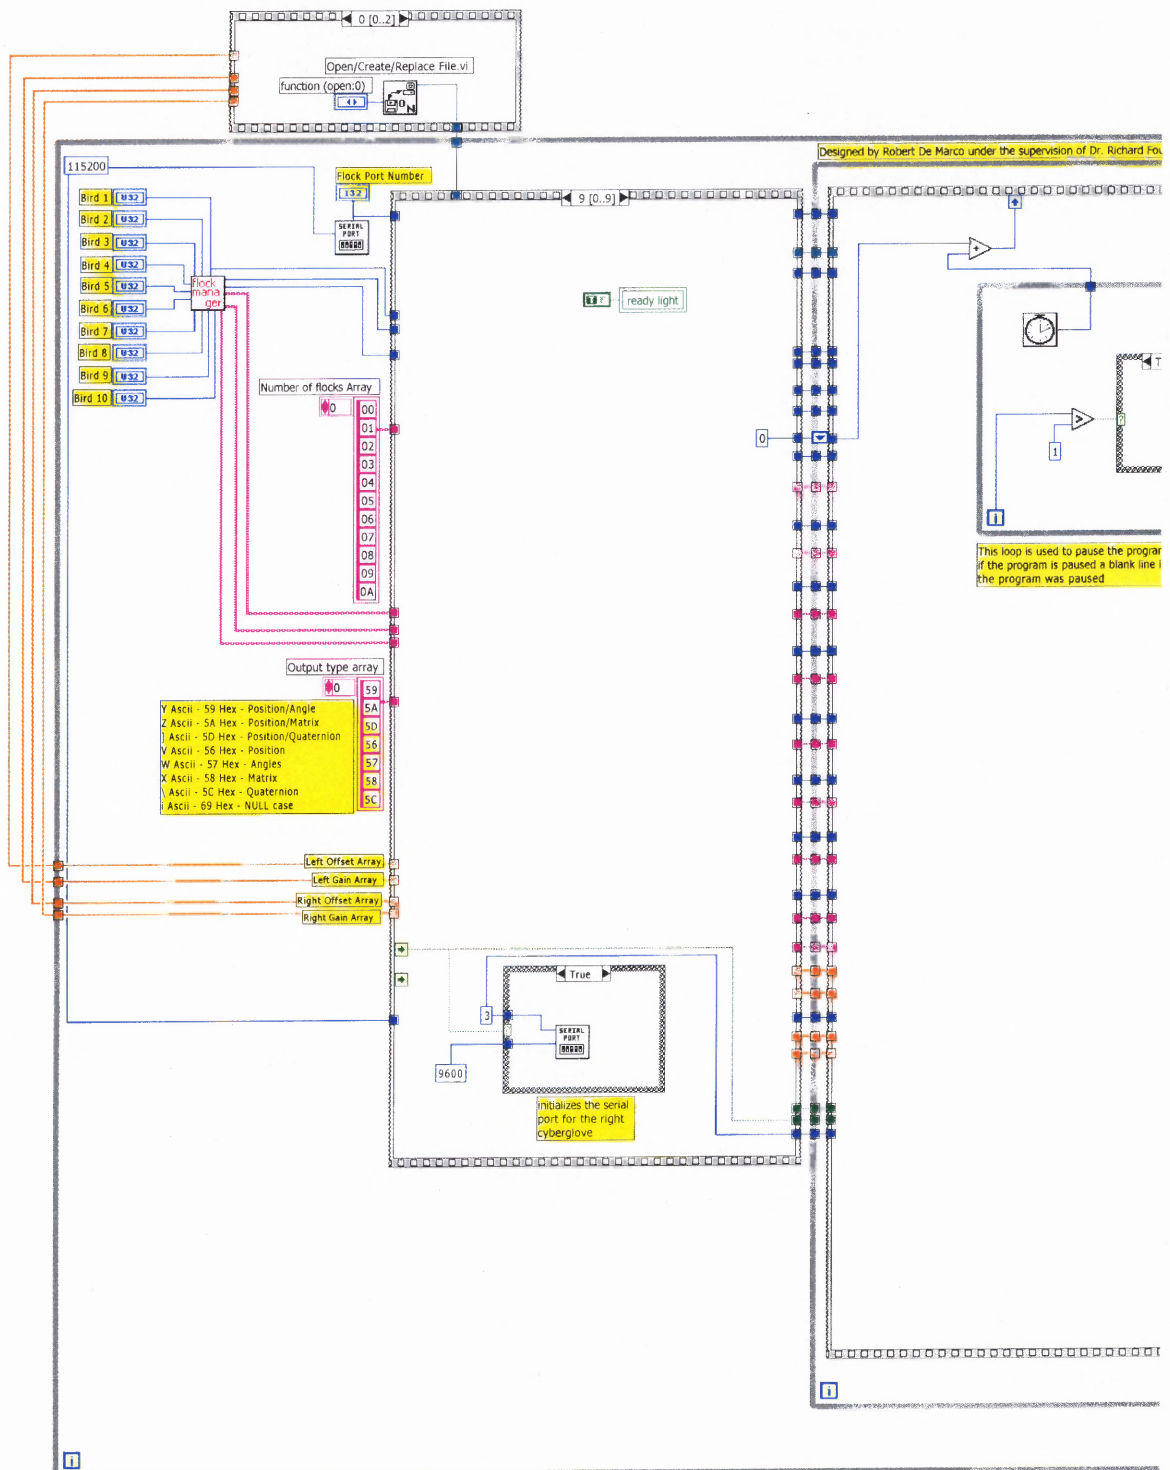 0 [0..2]
Open/Create/Replace File.vi
function (open:0)
N
Designed by Robert De Marco under the supervision of Dr. Richard
115200
Flock Port Number
I32
9 [0..9]
SERIAL
PORT
Bird 1 U32
Bird 2 U32
Bird 3 U32
Bird 4 U32
Bird 5 U32
Bird 6 U32
Bird 7 U32
Bird 8 U32
Bird 9 U32
Bird 10 U32
flock
mana
ger
ready light
Number of flocks Array
0
00
01
02
03
04
05
06
07
08
09
0A
0
1
i
This loop is used to pause the
if the program is paused a blank line
the program was paused
Output type array
0
59
5A
5D
56
57
58
5C
Y Ascii - 59 Hex - Position/Angle
Z Ascii - 5A Hex - Position/Matrix
] Ascii - 5D Hex - Position/Quaternion
V Ascii - 56 Hex - Position
W Ascii - 57 Hex - Angles
X Ascii - 58 Hex - Matrix
\ Ascii - 5C Hex - Quaternion
i Ascii - 69 Hex - NULL case
Left Offset Array
Left Gain Array
Right Offset Array
Right Gain Array
True
3
SERIAL
PORT
9600
initializes the serial
port for the right
cyberglove
i
i